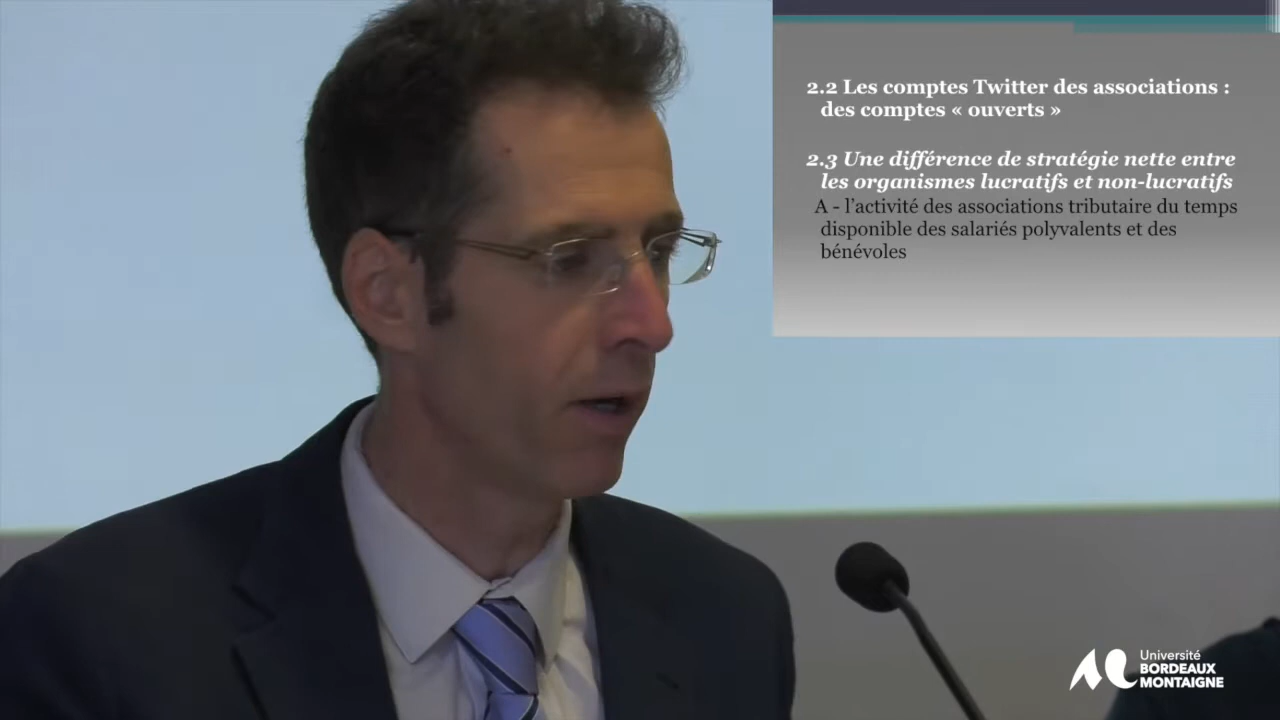 2.2 Les comptes Twitter des associations :
des comptes « ouverts »
2.3 Une différence de stratégie nette entre
les organismes lucratifs et non-lucratifs
A - l’activité des associations tributaire du temps
disponible des salariés polyvalents et des
bénévoles
Université
BORDEAUX
MONTAIGNE